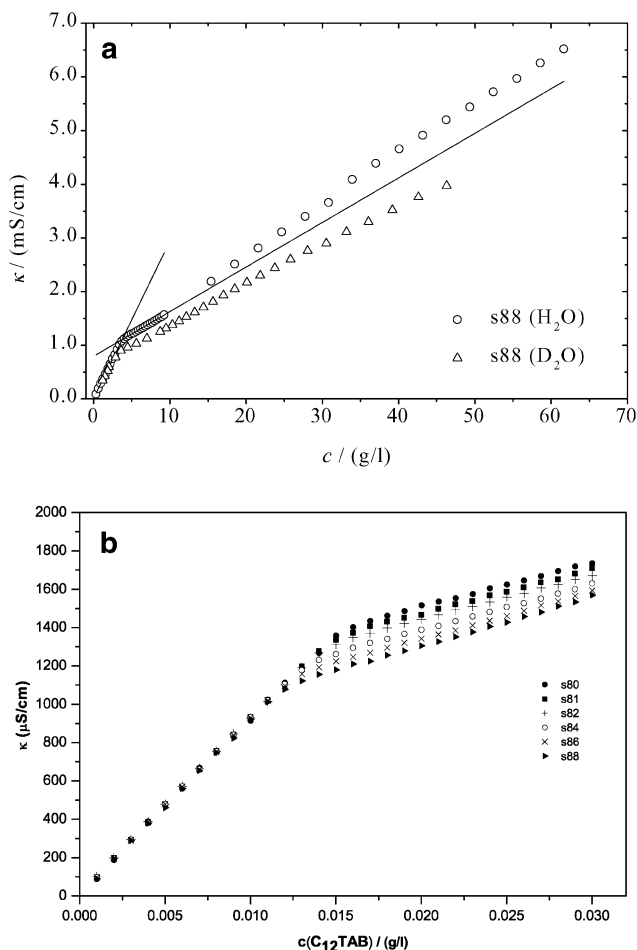 a
7.0
6.0
5.0
4.0
3.0
2.0
1.0
0.0
κ / (mS/cm)
s88 (H₂O)
s88 (D₂O)
0 10 20 30 40 50 60 70
c / (g/l)
b
2000
1800
1600
1400
1200
1000
800
600
400
200
0
κ (μS/cm)
s80
s81
s82
s84
s86
s88
0.000 0.005 0.010 0.015 0.020 0.025 0.030
c(C₁₂TAB) / (g/l)